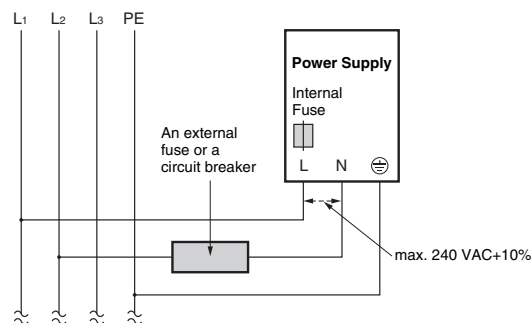 L1 L2 L3 PE
Power Supply
Internal
Fuse
L N
An external
fuse or a
circuit breaker
max. 240 VAC+10%